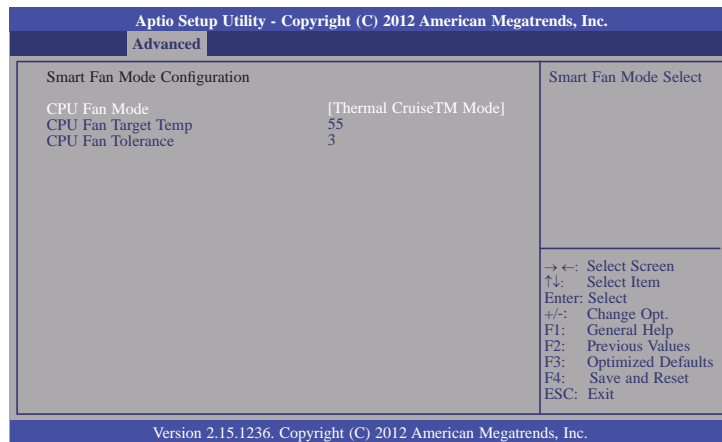 Aptio Setup Utility - Copyright (C) 2012 American Megatrends, Inc.
Advanced
Smart Fan Mode Configuration
CPU Fan Mode [Thermal CruiseTM Mode]
CPU Fan Target Temp 55
CPU Fan Tolerance 3
Smart Fan Mode Select
→ ←: Select Screen
↑↓: Select Item
Enter: Select
+/-: Change Opt.
F1: General Help
F2: Previous Values
F3: Optimized Defaults
F4: Save and Reset
ESC: Exit
Version 2.15.1236. Copyright (C) 2012 American Megatrends, Inc.